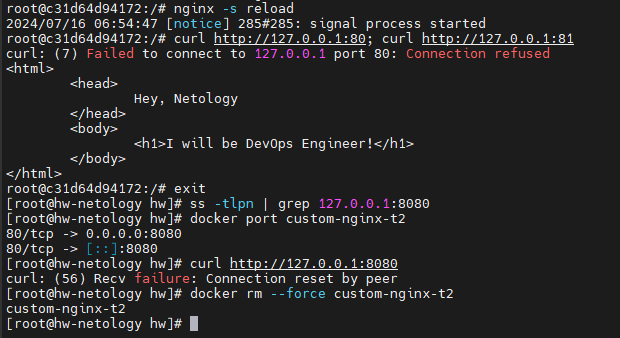 root@c31d64d94172:/# nginx -s reload
2024/07/16 06:54:47 [notice] 285#285: signal process started
root@c31d64d94172:/# curl http://127.0.0.1:80; curl http://127.0.0.1:81
curl: (7) Failed to connect to 127.0.0.1 port 80: Connection refused
<html>
        <head>
                Hey, Netology
        </head>
        <body>
                <h1>I will be DevOps Engineer!</h1>
        </body>
</html>
root@c31d64d94172:/# exit
[root@hw-netology hw]# ss -tlpn | grep 127.0.0.1:8080
[root@hw-netology hw]# docker port custom-nginx-t2
80/tcp -> 0.0.0.0:8080
80/tcp -> [::]:8080
[root@hw-netology hw]# curl http://127.0.0.1:8080
curl: (56) Recv failure: Connection reset by peer
[root@hw-netology hw]# docker rm --force custom-nginx-t2
custom-nginx-t2
[root@hw-netology hw]#